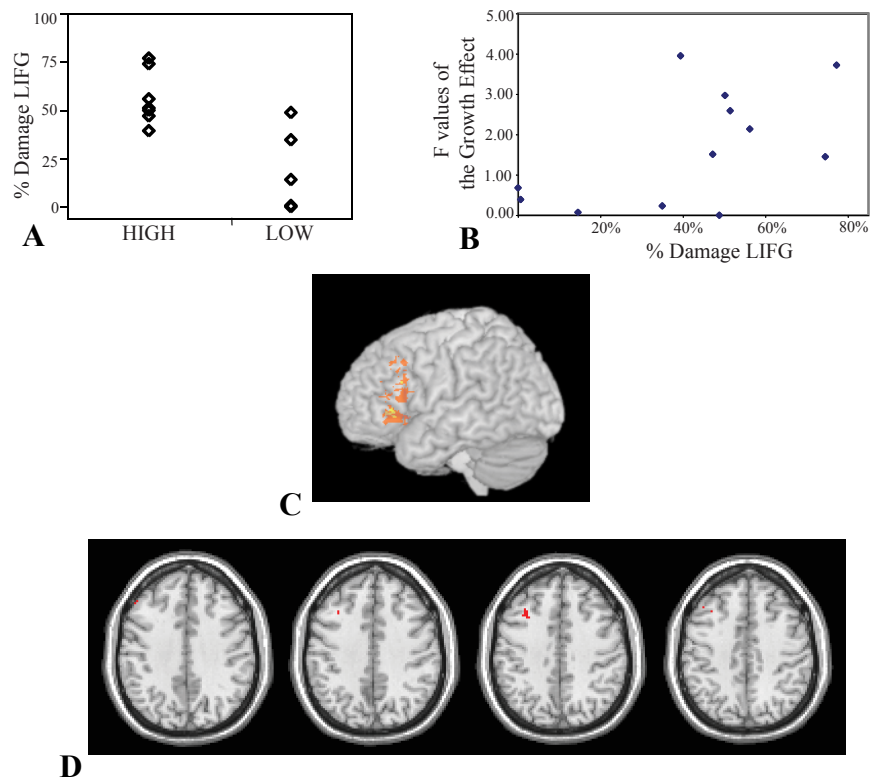 100
75
50
25
0
% Damage LIFG
HIGH
LOW
A
5.00
4.00
3.00
2.00
1.00
0.00
F values of
the Growth Effect
20%
40%
60%
80%
% Damage LIFG
B
C
D